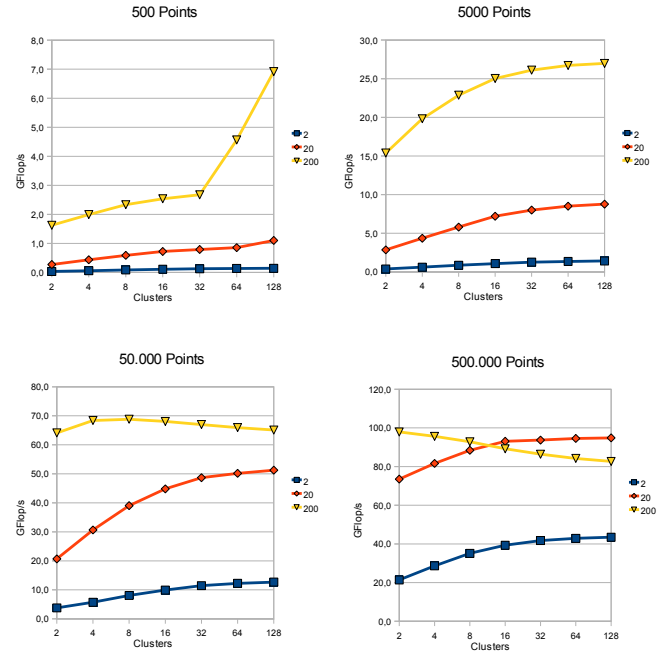 500 Points
8,0
7,0
6,0
5,0
4,0
3,0
2,0
1,0
0,0
GFlop/s
2 4 8 16 32 64 128
Clusters
2
20
200
5000 Points
30,0
25,0
20,0
15,0
10,0
5,0
0,0
GFlop/s
2 4 8 16 32 64 128
Clusters
2
20
200
50.000 Points
80,0
70,0
60,0
50,0
40,0
30,0
20,0
10,0
0,0
GFlop/s
2 4 8 16 32 64 128
Clusters
2
20
200
500.000 Points
120,0
100,0
80,0
60,0
40,0
20,0
0,0
GFlop/s
2 4 8 16 32 64 128
Clusters
2
20
200